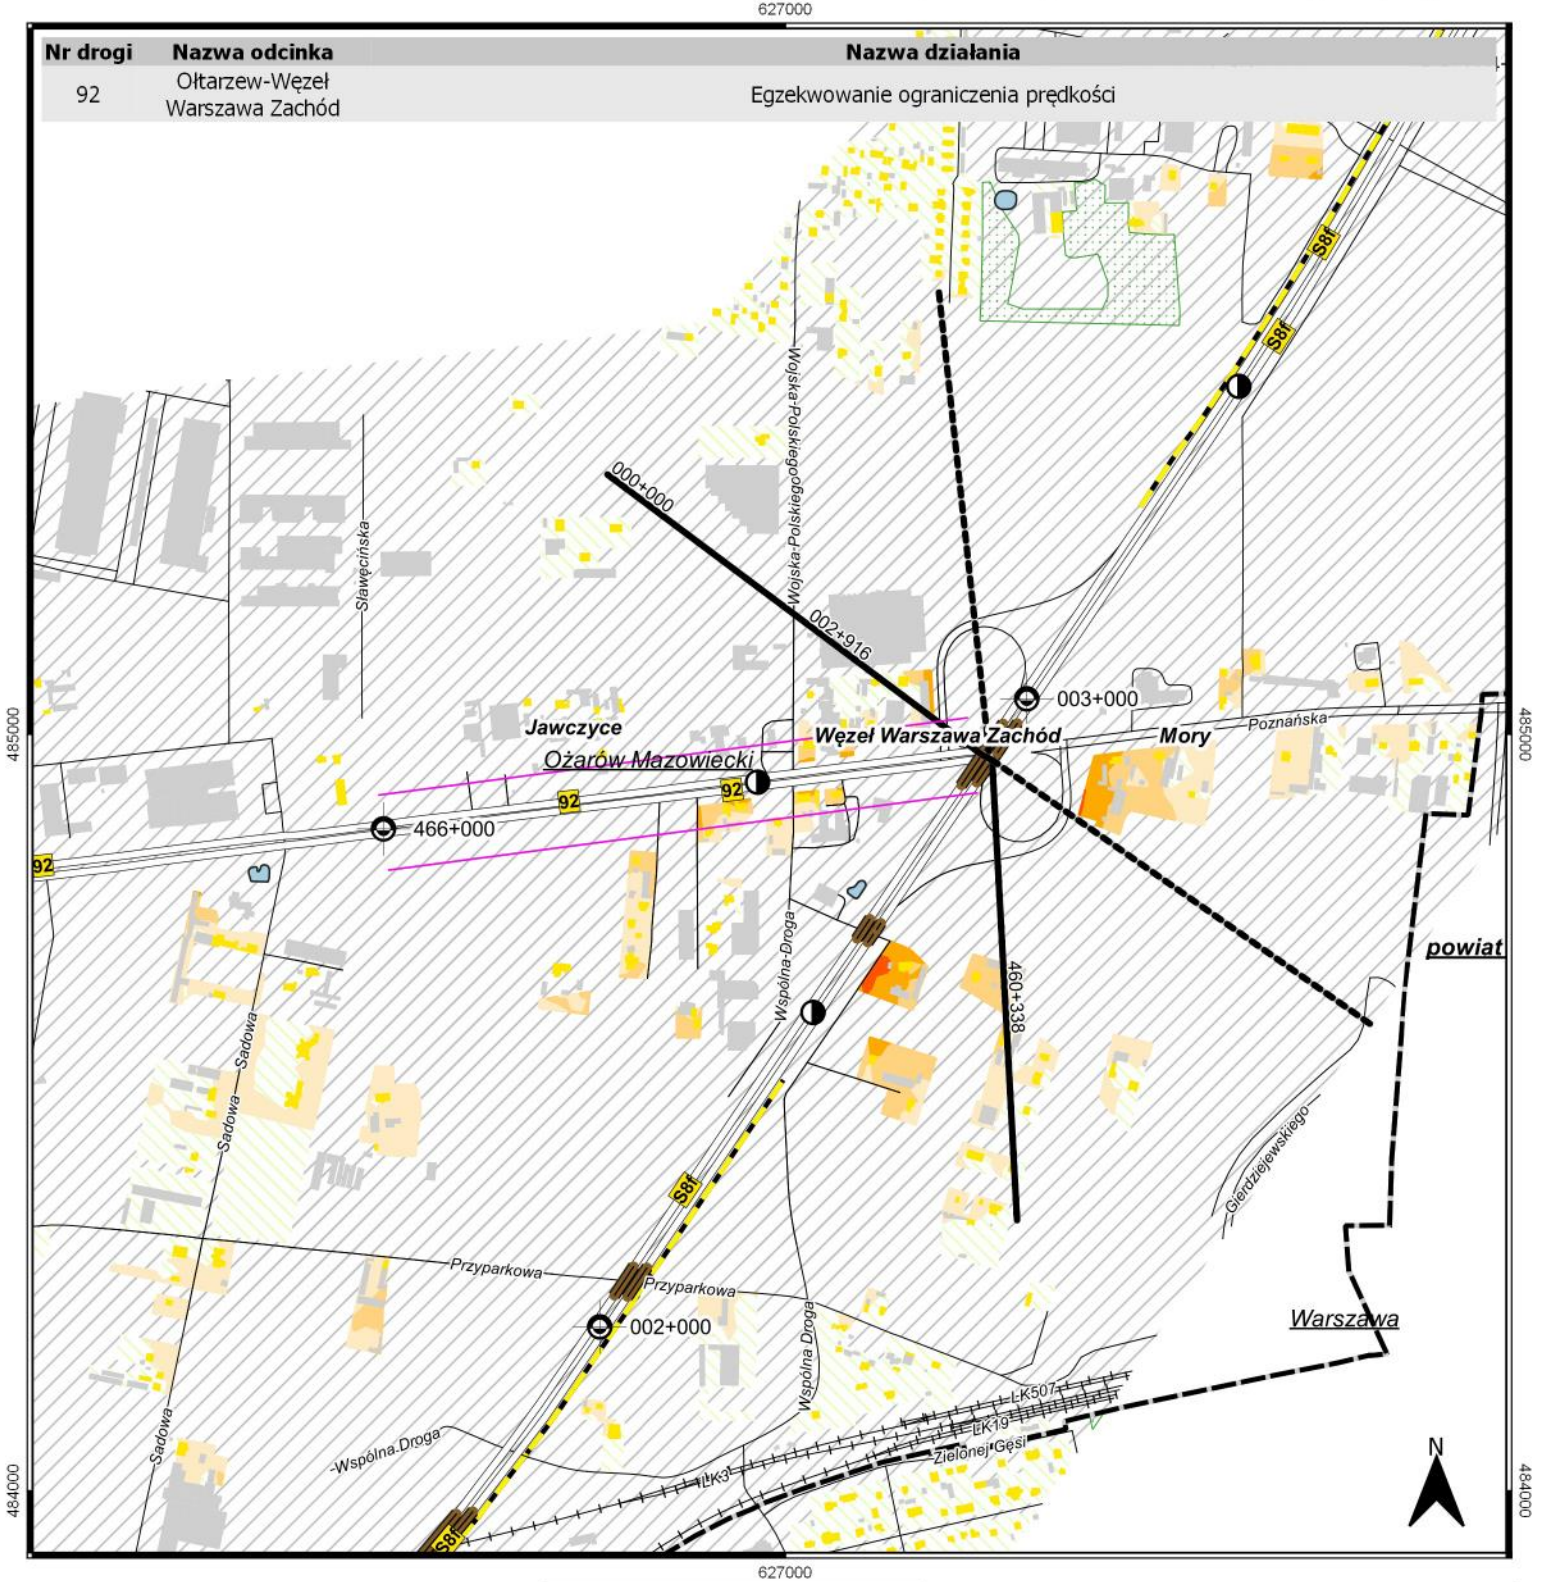 627000
Nr drogi Nazwa odcinka Nazwa działania
92 Ołtarzew-Węzeł Warszawa Zachód Egzekwowanie ograniczenia prędkości
S8f
S8f
Wojska-Polskiego
Wojska-Polskiego
000+000
Sławęcińska
002+916
003+000
485000
Jawczyce
Węzeł Warszawa Zachód
Mory
Poznańska
485000
Ożarów Mazowiecki
92
92
466+000
92
powiat
Wspólna-Droga
460+338
Sadowa
Sadowa
Gierdziejewskiego
S8f
Przyparkowa
Przyparkowa
002+000
Warszawa
Wspólna Droga
LK507
LK19
Sadowa
Wspólna Droga
Zielonej Gęsi
LK3
N
484000
484000
S8f
627000